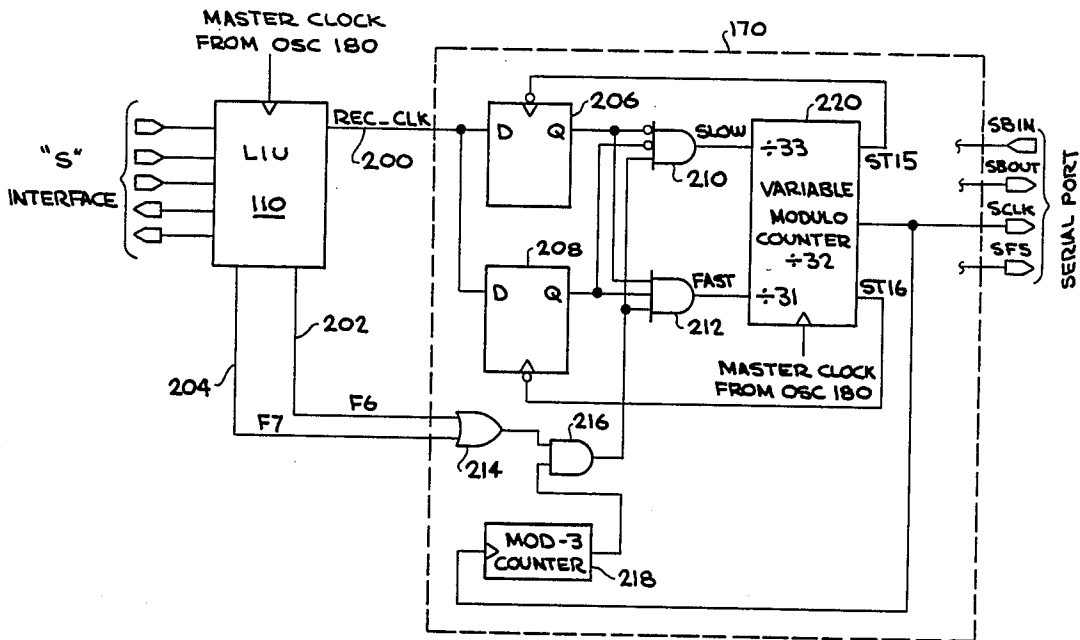 MASTER CLOCK
FROM OSC 180
170
"S"
INTERFACE
LIU
110
REC_CLK
200
206
D Q
208
D Q
SLOW
210
FAST
212
220
÷33
VARIABLE
MODULO
COUNTER
÷32
÷31
ST15
ST16
MASTER CLOCK
FROM OSC 180
SBIN
SBOUT
SCLK
SFS
SERIAL PORT
202
204
F6
F7
214
216
MOD-3
COUNTER
218